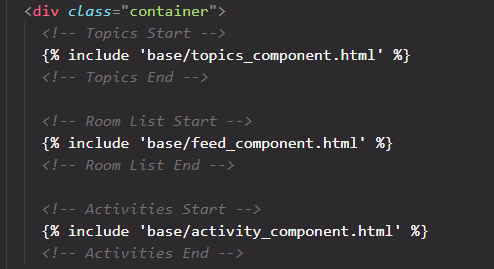 <div class="container">
<!-- Topics Start -->
{% include 'base/topics_component.html' %}
<!-- Topics End -->
<!-- Room List Start -->
{% include 'base/feed_component.html' %}
<!-- Room List End -->
<!-- Activities Start -->
{% include 'base/activity_component.html' %}
<!-- Activities End -->